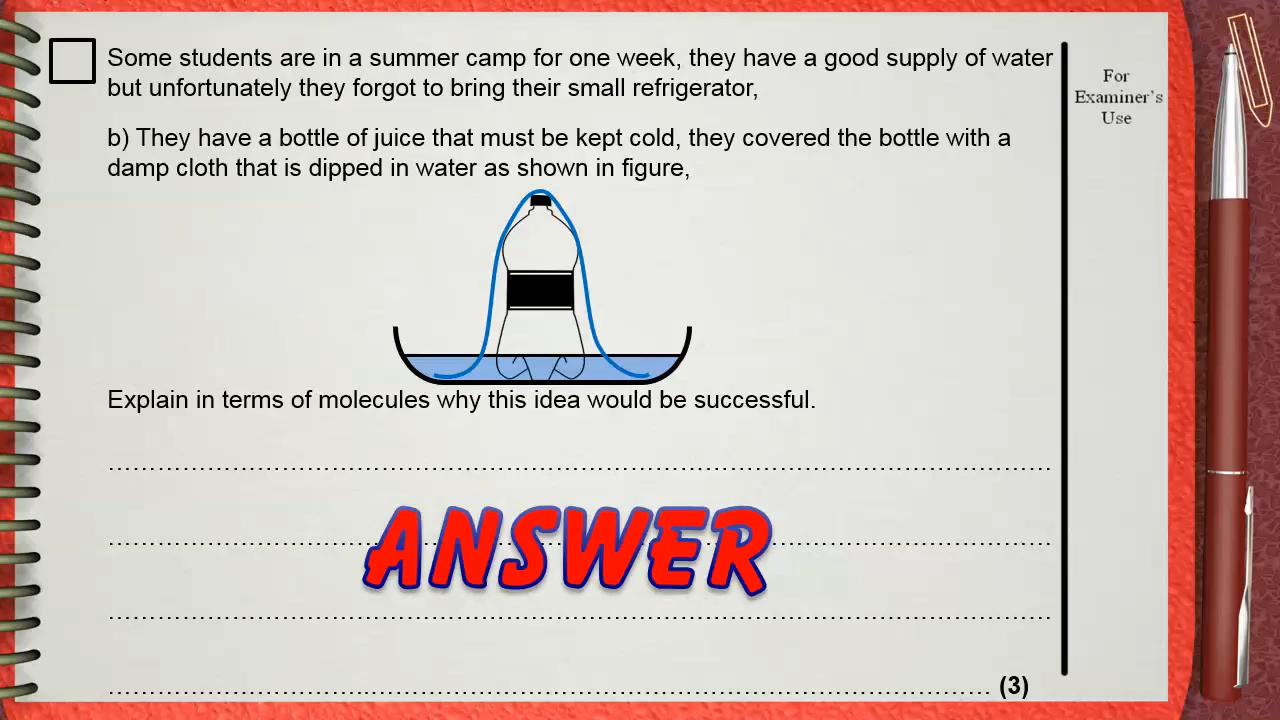 Some students are in a summer camp for one week, they have a good supply of water
but unfortunately they forgot to bring their small refrigerator,
For
Examiner's
Use
b) They have a bottle of juice that must be kept cold, they covered the bottle with a
damp cloth that is dipped in water as shown in figure,
Explain in terms of molecules why this idea would be successful.
ANSWER
(3)